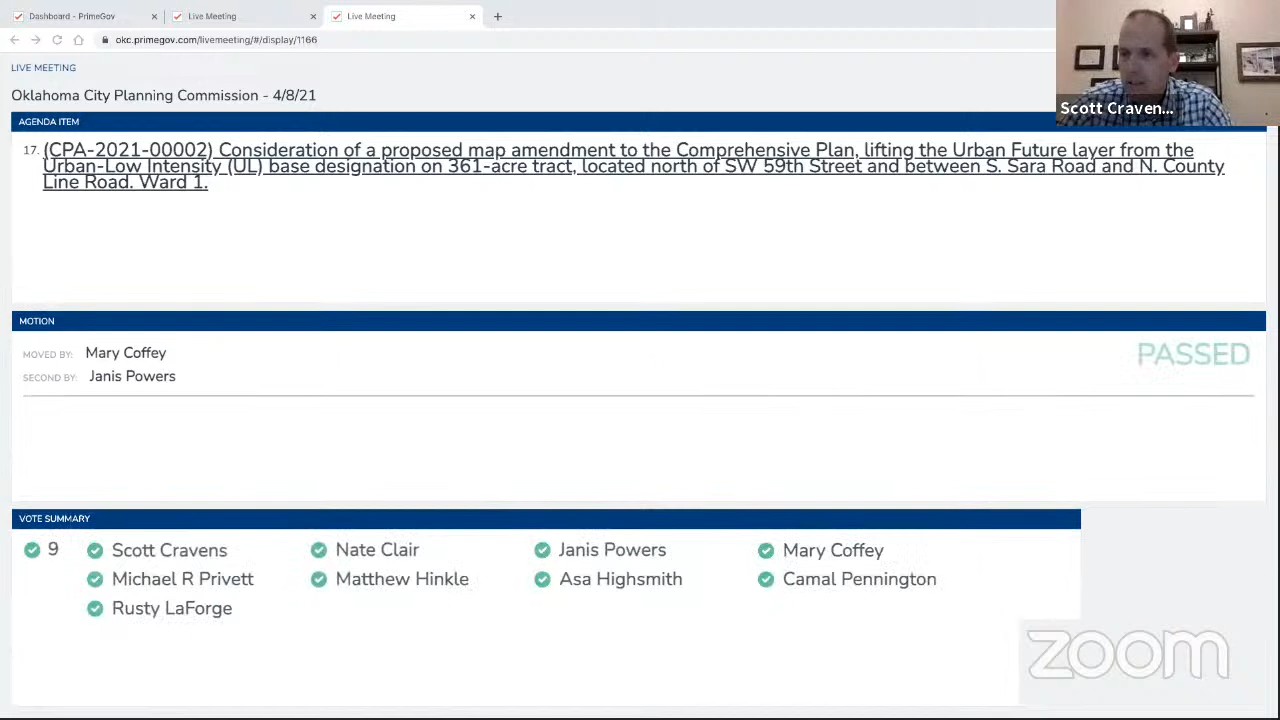 Dashboard - PrimeGov
Live Meeting
Live Meeting
okc.primegov.com/livemeeting/#/display/1166
LIVE MEETING
Oklahoma City Planning Commission - 4/8/21
Scott Craven...
AGENDA ITEM
17. (CPA-2021-00002) Consideration of a proposed map amendment to the Comprehensive Plan, lifting the Urban Future layer from the
Urban-Low Intensity (UL) base designation on 361-acre tract, located north of SW 59th Street and between S. Sara Road and N. County
Line Road. Ward 1.
MOTION
MOVED BY: Mary Coffey
PASSED
SECOND BY: Janis Powers
VOTE SUMMARY
9 Scott Cravens Nate Clair Janis Powers Mary Coffey
Michael R Privett Matthew Hinkle Asa Highsmith Camal Pennington
Rusty LaForge
zoom